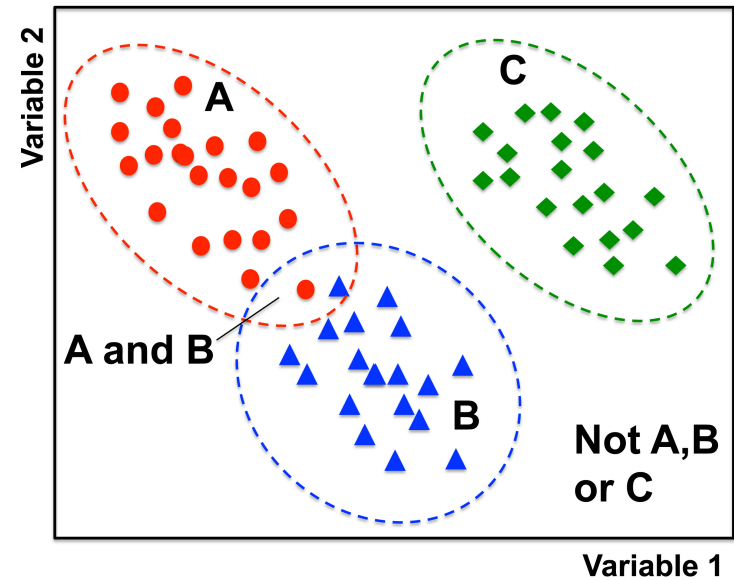 Variable 2
A
C
A and B
B
Not A,B
or C
Variable 1